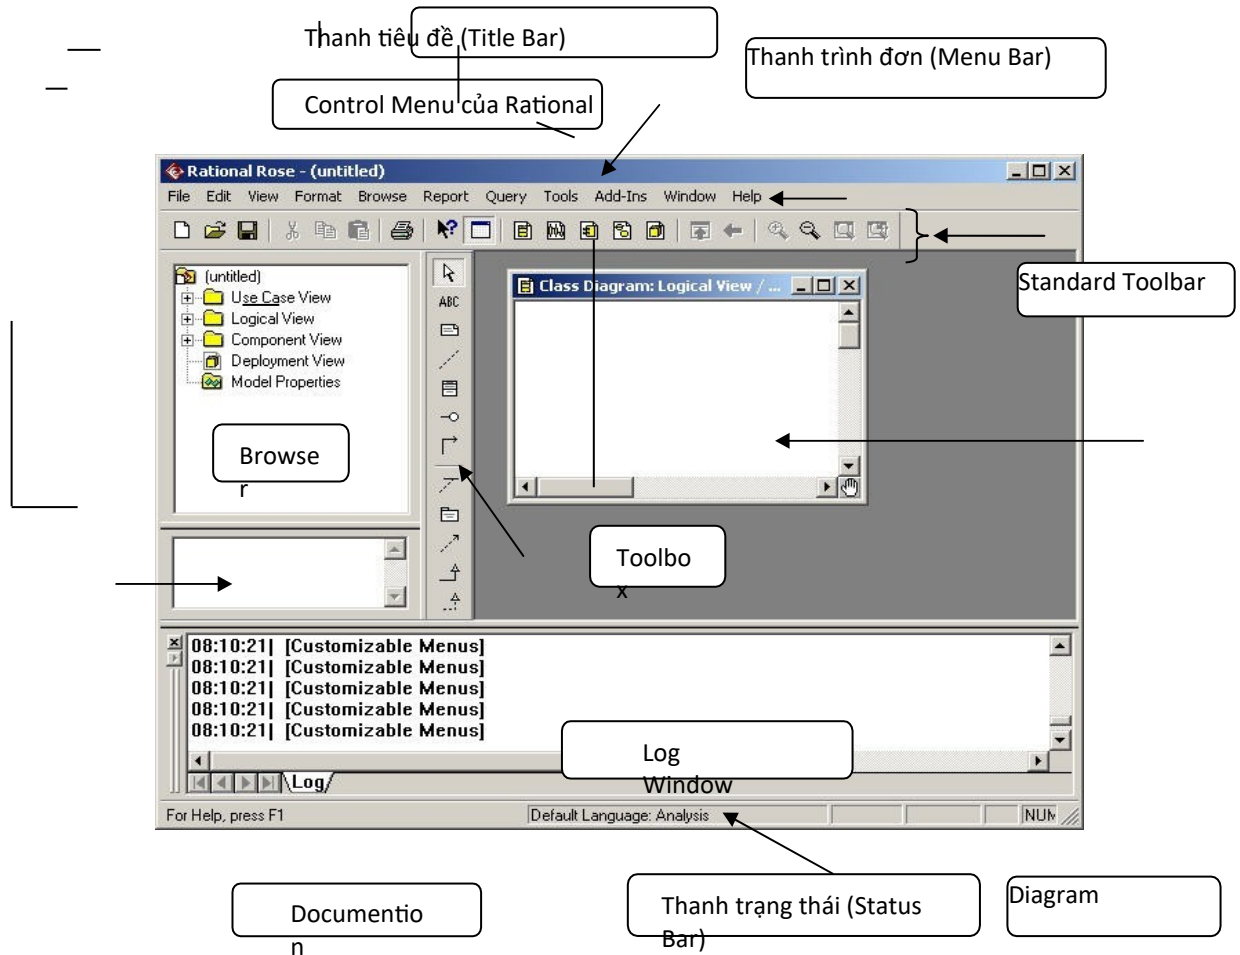 Thanh tiêu đề (Title Bar)
Thanh trình đơn (Menu Bar)
Control Menu của Rational
Rational Rose - (untitled)
File Edit View Format Browse Report Query Tools Add-Ins Window Help
Standard Toolbar
(untitled)
Use Case View
Logical View
Component View
Deployment View
Model Properties
ABC
Class Diagram: Logical View / ...
Browse
r
Toolbo
x
08:10:21| [Customizable Menus]
08:10:21| [Customizable Menus]
08:10:21| [Customizable Menus]
08:10:21| [Customizable Menus]
08:10:21| [Customizable Menus]
Log
Window
Log
For Help, press F1
Default Language: Analysis
NUM
Documentio
n
Thanh trạng thái (Status
Bar)
Diagram